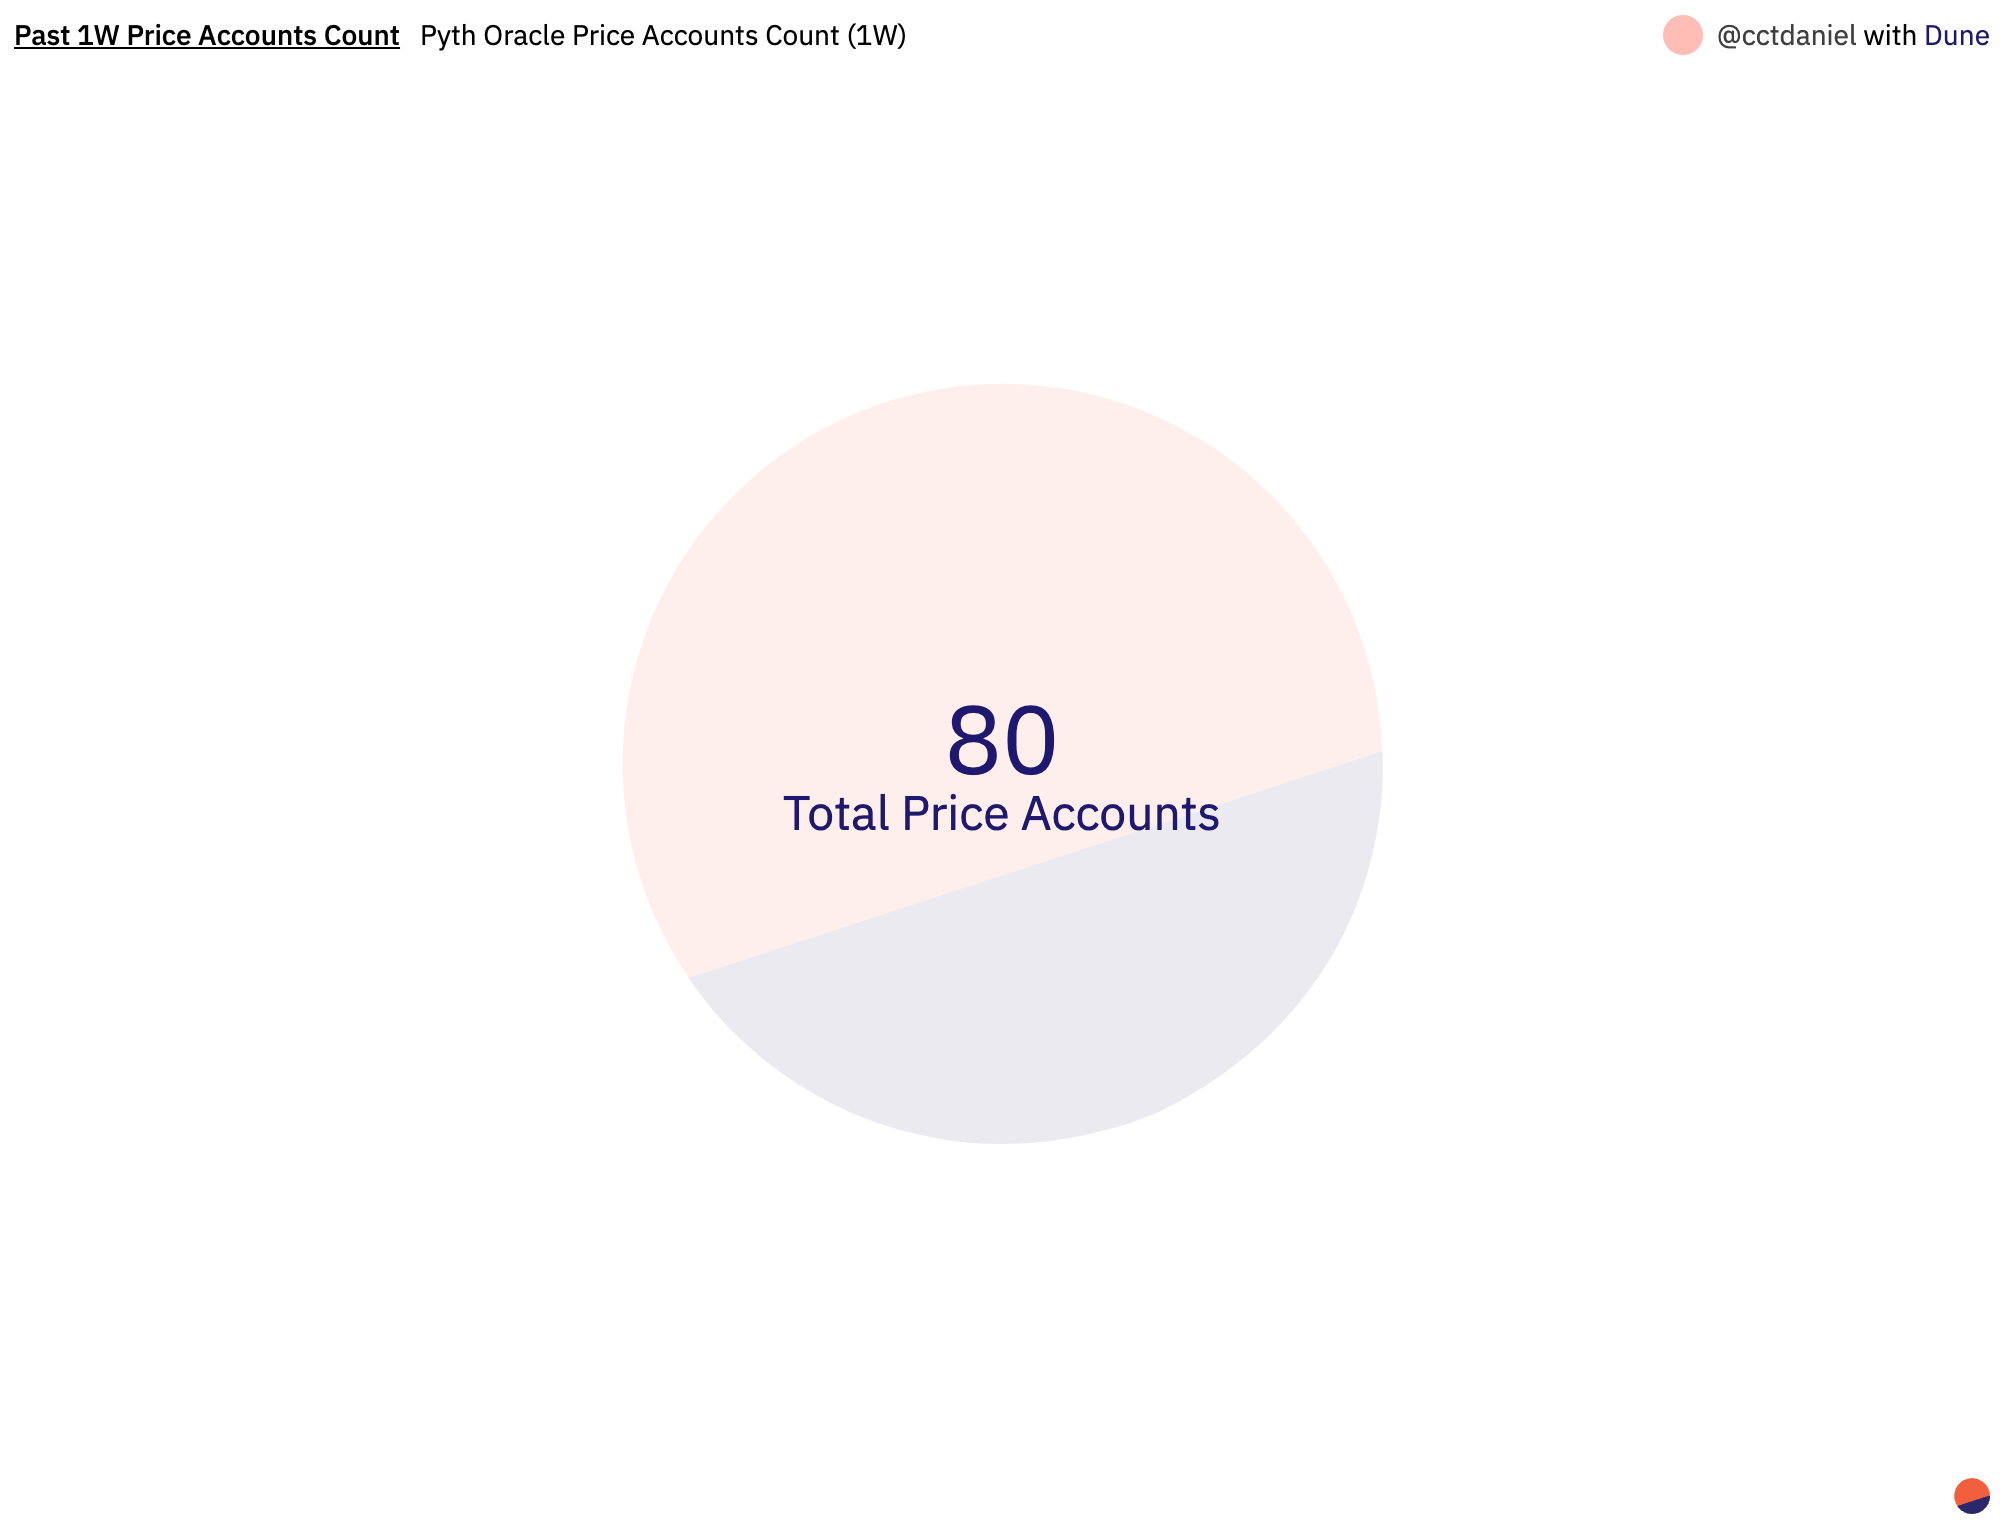 Past 1W Price Accounts Count Pyth Oracle Price Accounts Count (1W)
@cctdaniel with Dune
80
Total Price Accounts